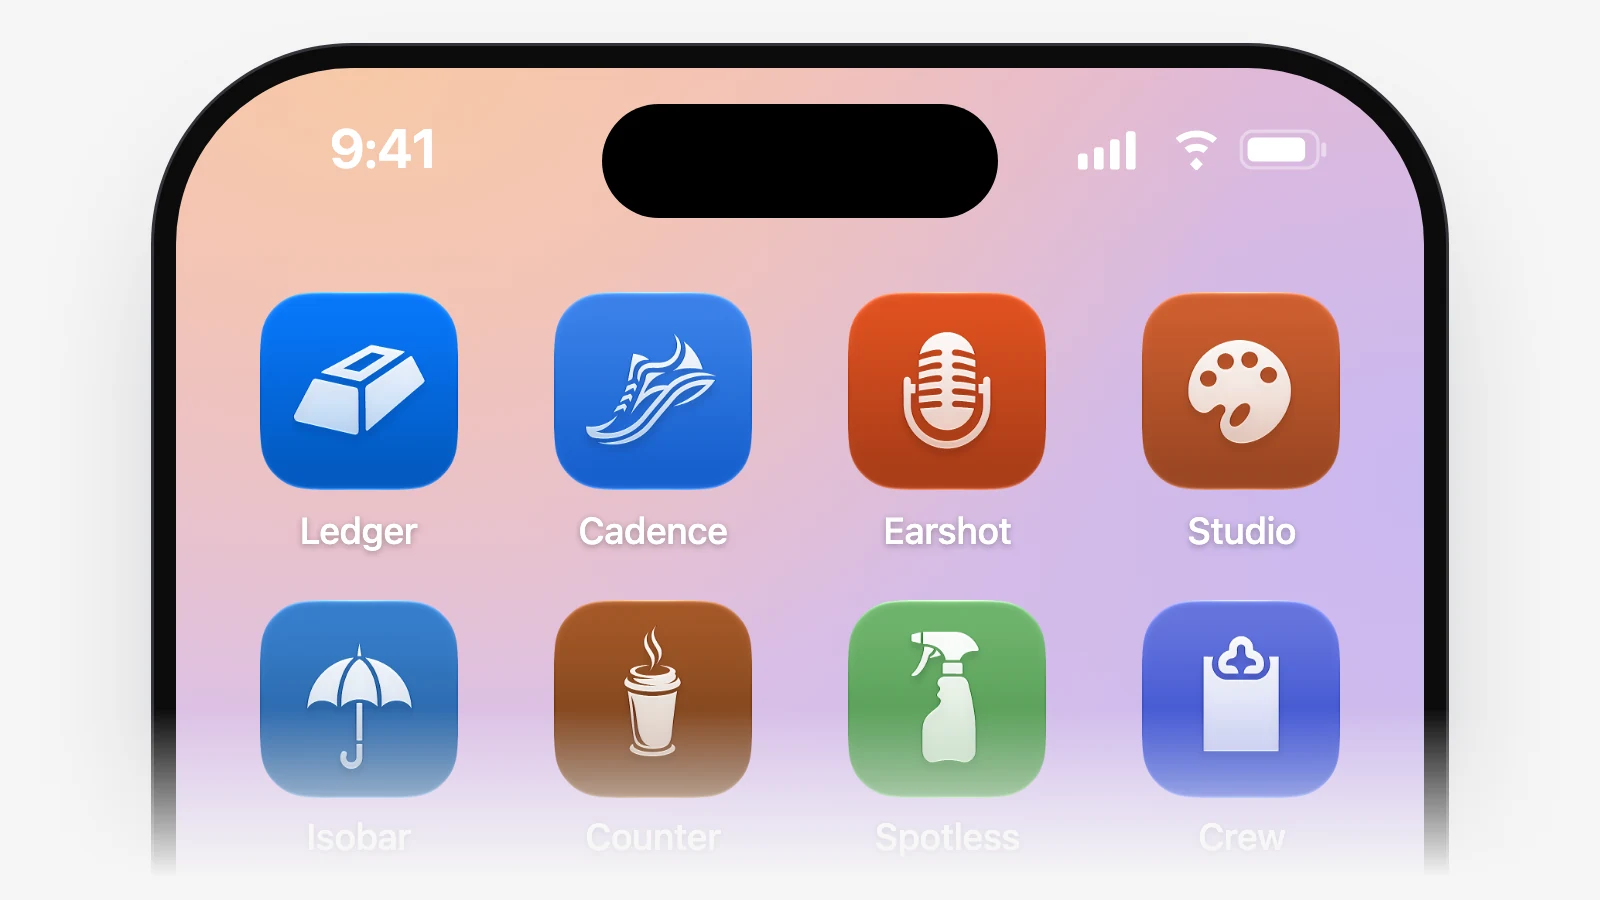 9:41
Ledger
Cadence
Earshot
Studio
Isobar
Counter
Spotless
Crew